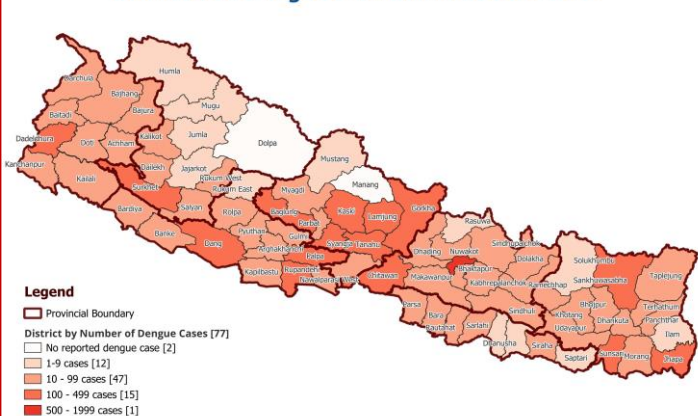 Humla
Darchula
Bajhang
Mugu
Bajura
Baitadi
Jumla
Dolpa
Dadeldhura
Doti
Achham
Kalikot
Mustang
Kanchanpur
Dailekh
Jajarkot
Rukum West
Manang
Kailali
Surkhet
Rukum East
Myagdi
Bardiya
Salyan
Rolpa
Baglung
Kaski
Lamjung
Gorkha
Parbat
Rasuwa
Banke
Dang
Pyuthan
Gulmi
Syangja
Tanahu
Dhading
Nuwakot
Sindhupalchok
Arghakhanchi
Palpa
Dolakha
Solukhumbu
Kapilbastu
Rupandehi
Chitawan
Bhaktapur
Sankhuwasabha
Taplejung
Makawanpur
Kabhrepalanchok
Ramechhap
Legend
Provincial Boundary
Parsa
Bara
Sindhuli
Khotang
Bhojpur
Terhathum
Rautahat
Sarlahi
Udayapur
Dhankuta
Panchthar
Dhanusha
Siraha
Ilam
Saptari
Sunsari
Morang
Jhapa
District by Number of Dengue Cases [77]
No reported dengue case [2]
1-9 cases [12]
10 - 99 cases [47]
100 - 499 cases [15]
500 - 1999 cases [1]